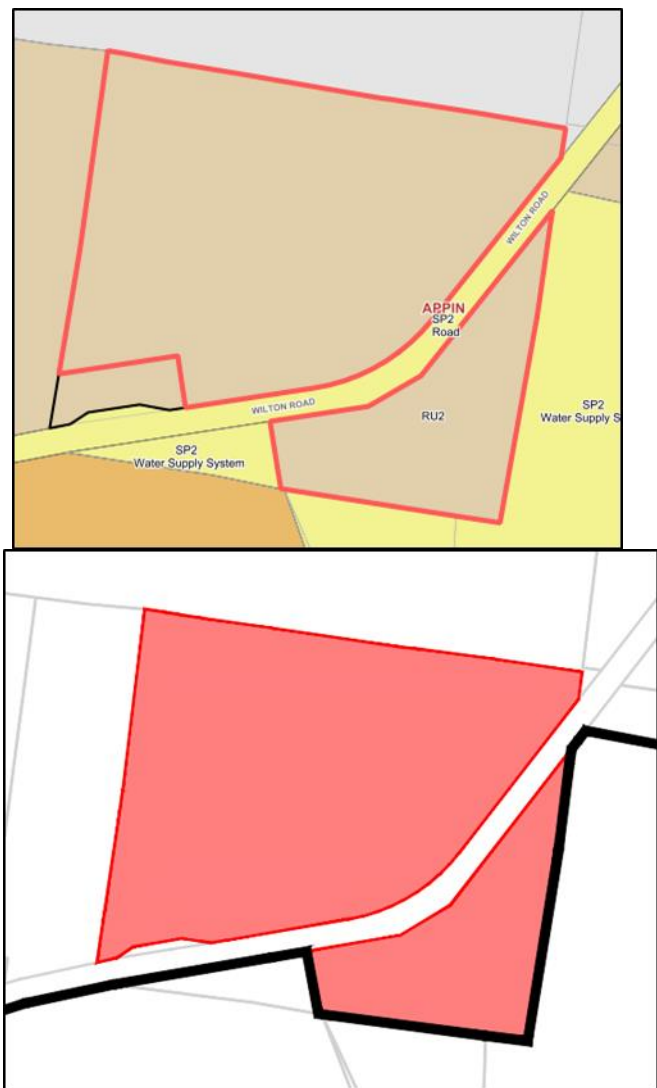 WILTON ROAD
APPIN
SP2
Road
WILTON ROAD
RU2
SP2
Water Supply S
SP2
Water Supply System